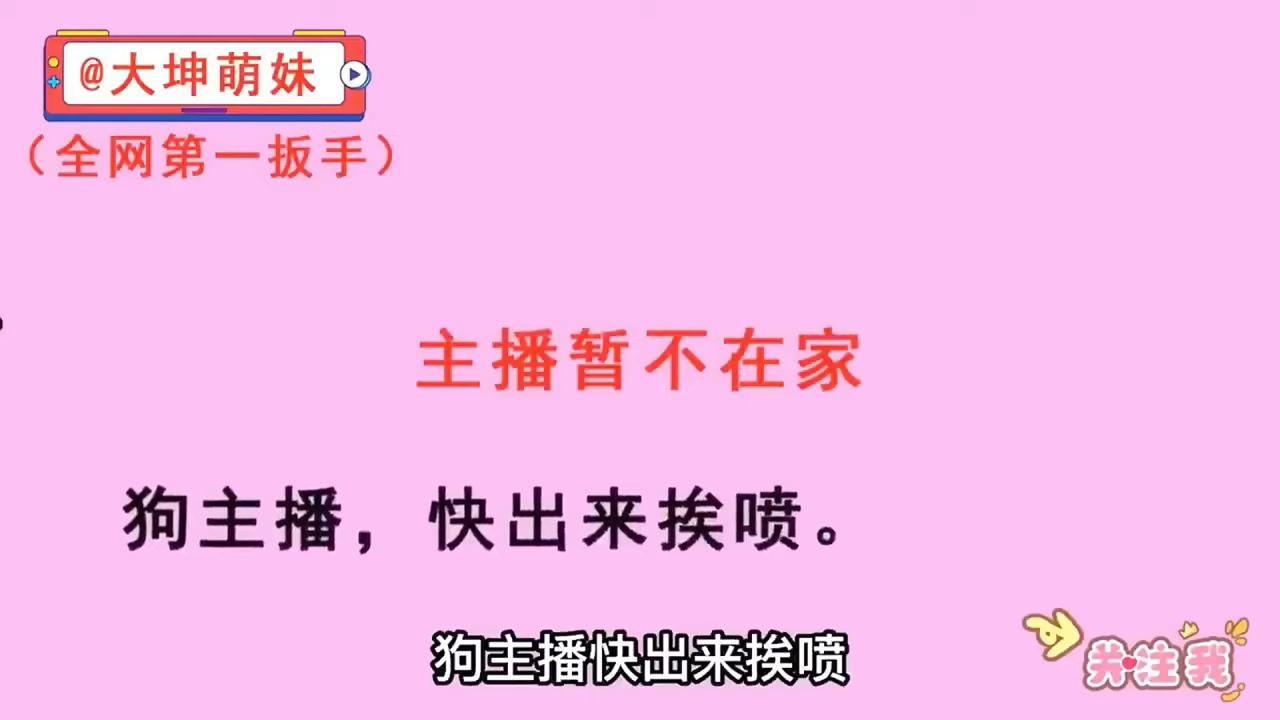 @大坤萌妹
（全网第一扳手）
主播暂不在家
狗主播，快出来挨喷。
狗主播快出来挨喷
关注我